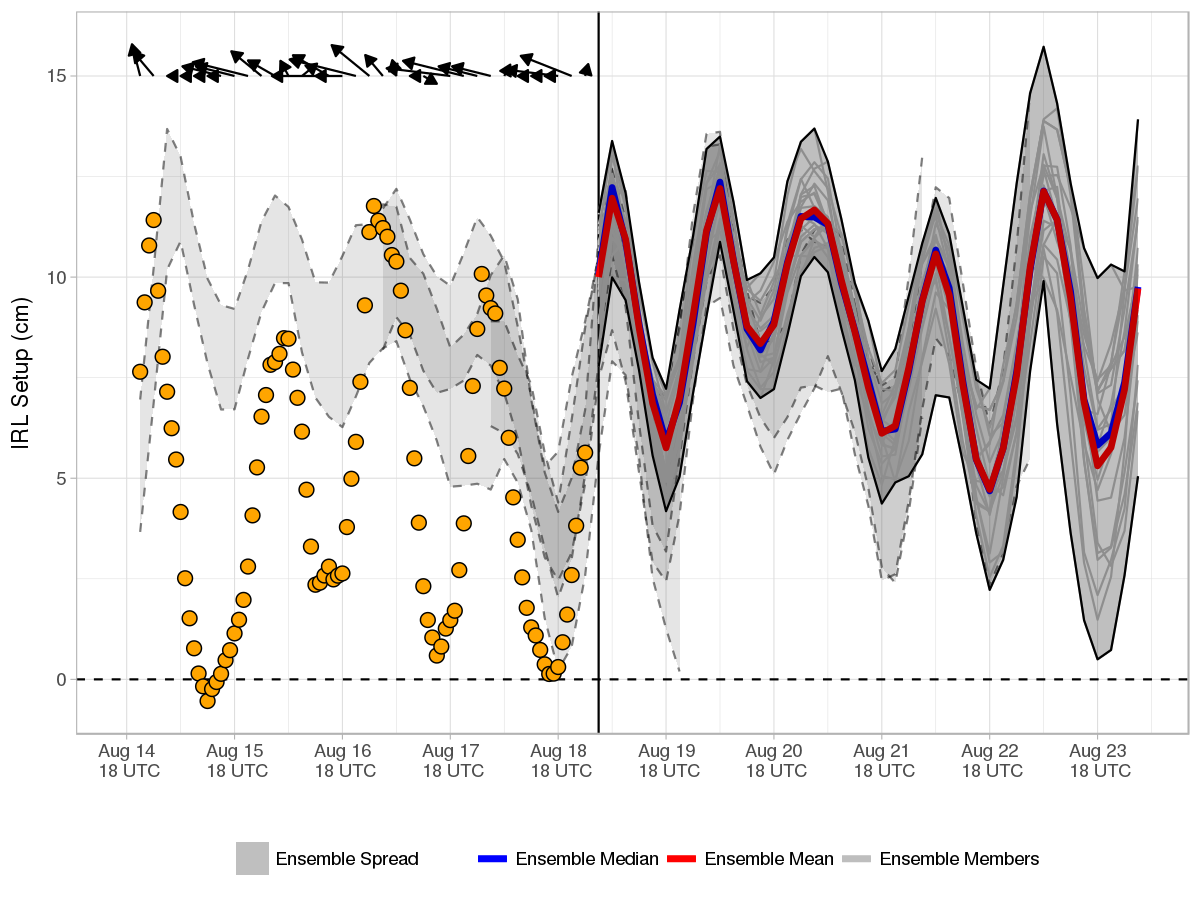 IRL Setup (cm)
15
10
5
0
Aug 14 Aug 15 Aug 16 Aug 17 Aug 18 Aug 19 Aug 20 Aug 21 Aug 22 Aug 23
18 UTC 18 UTC 18 UTC 18 UTC 18 UTC 18 UTC 18 UTC 18 UTC 18 UTC 18 UTC
Ensemble Spread Ensemble Median Ensemble Mean Ensemble Members